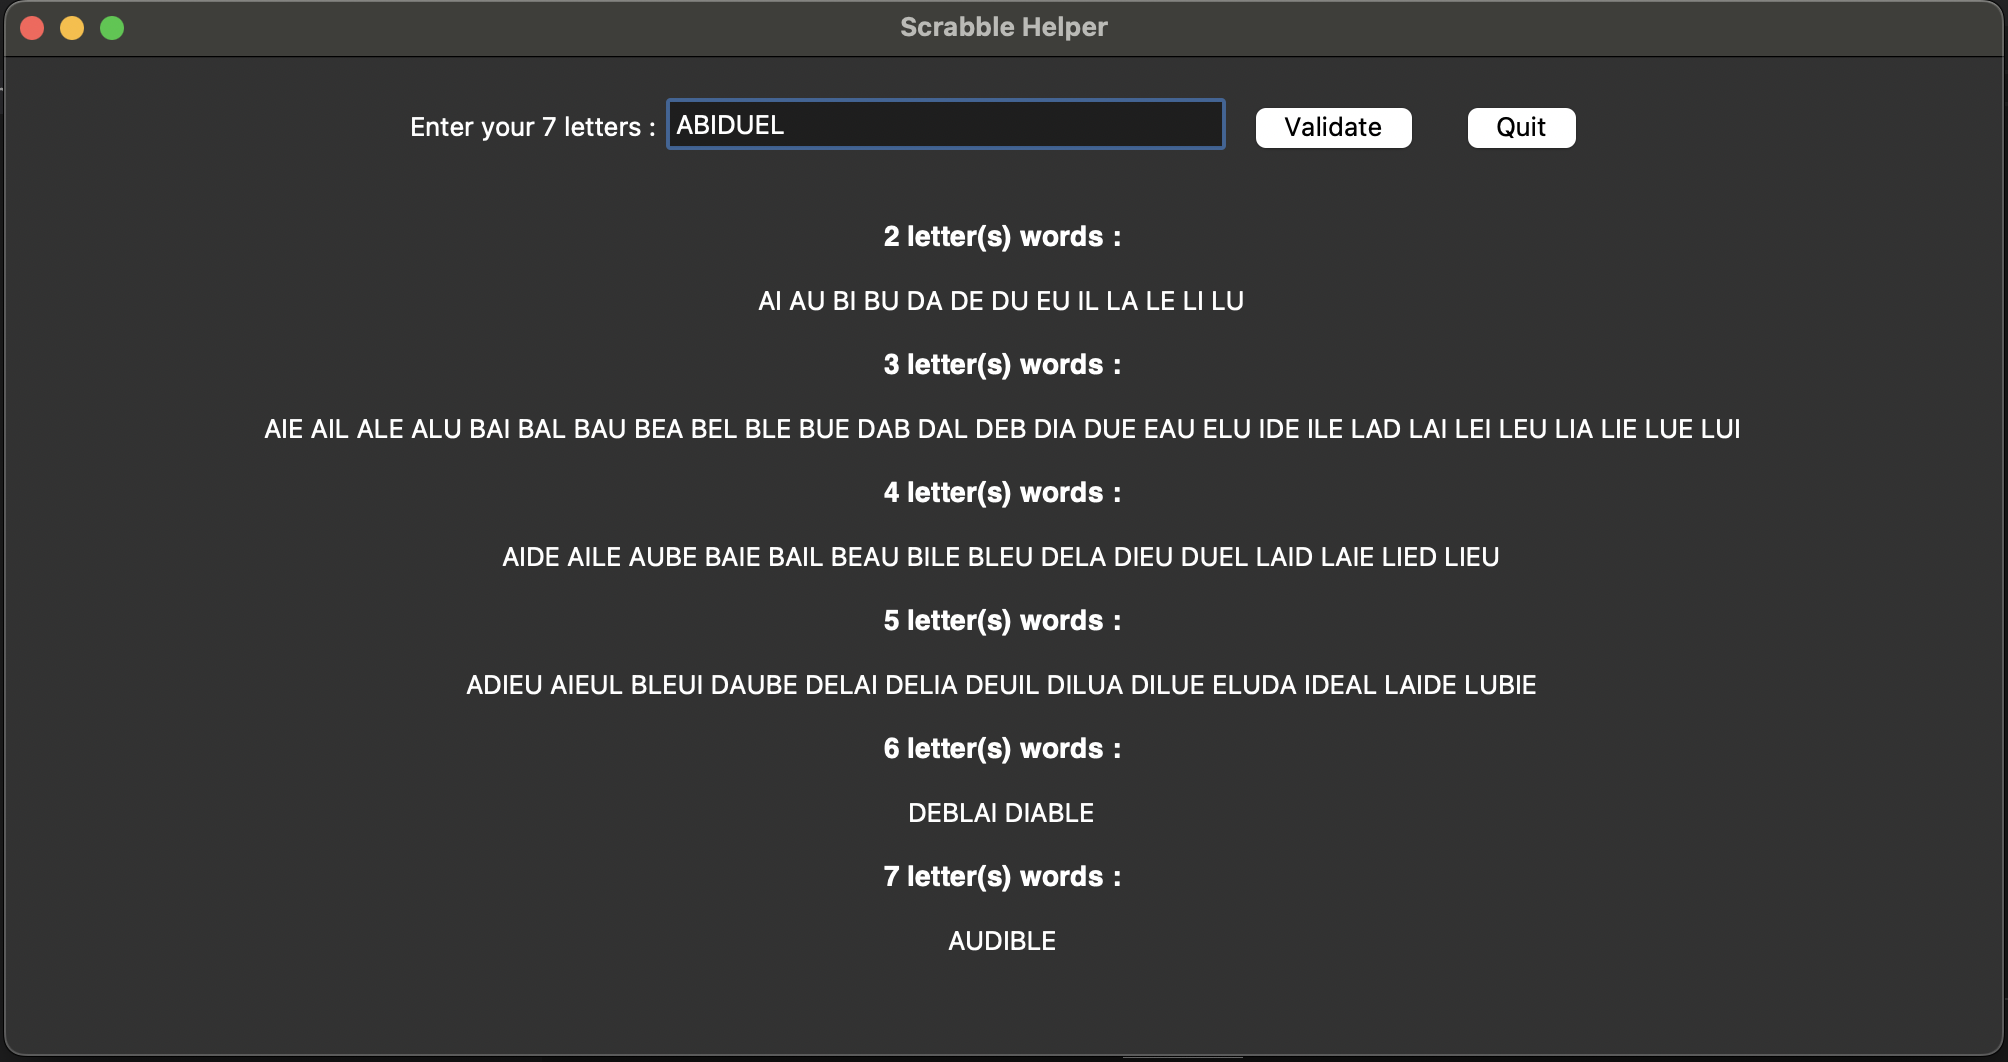 Scrabble Helper
Enter your 7 letters : ABIDUEL Validate Quit
2 letter(s) words :
AI AU BI BU DA DE DU EU IL LA LE LI LU
3 letter(s) words :
AIE AIL ALE ALU BAI BAL BAU BEA BEL BLE BUE DAB DAL DEB DIA DUE EAU ELU IDE ILE LAD LAI LEI LEU LIA LIE LUE LUI
4 letter(s) words :
AIDE AILE AUBE BAIE BAIL BEAU BILE BLEU DELA DIEU DUEL LAID LAIE LIED LIEU
5 letter(s) words :
ADIEU AIEUL BLEUI DAUBE DELAI DELIA DEUIL DILUA DILUE ELUDA IDEAL LAIDE LUBIE
6 letter(s) words :
DEBLAI DIABLE
7 letter(s) words :
AUDIBLE